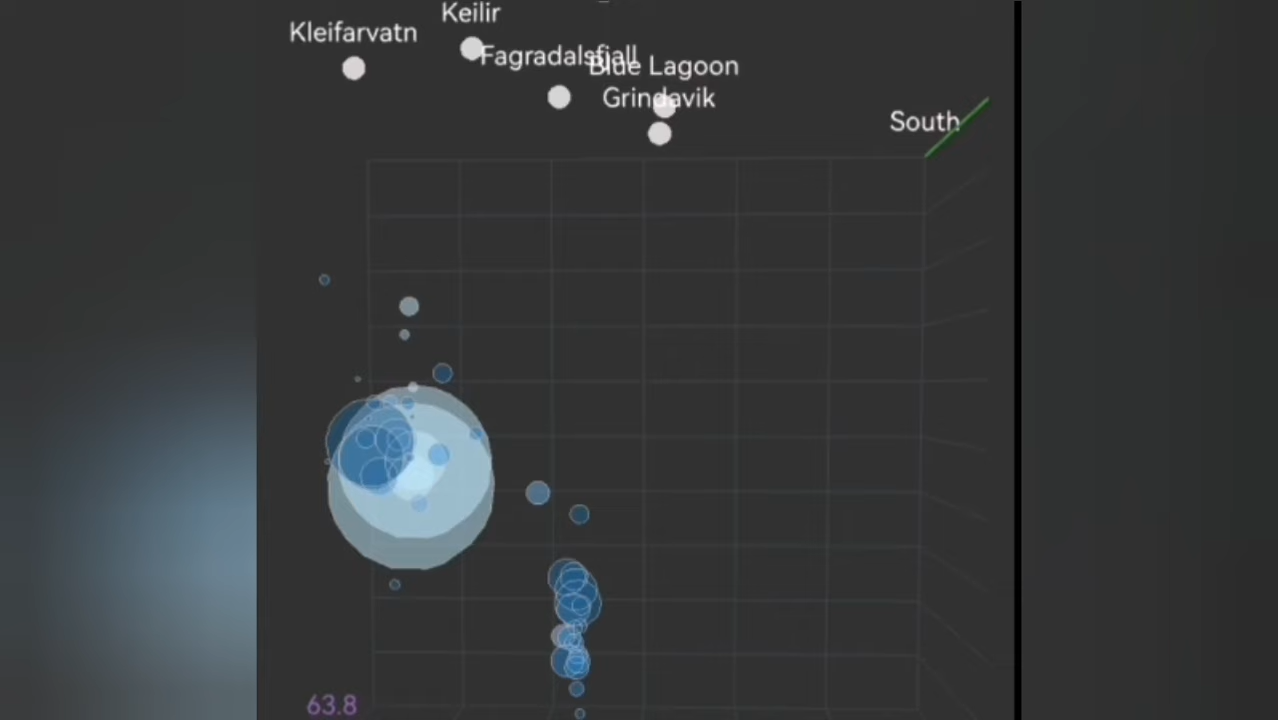 Keilir
Kleifarvatn
Fagradalsfjall
Blue Lagoon
Grindavik
South
63.8